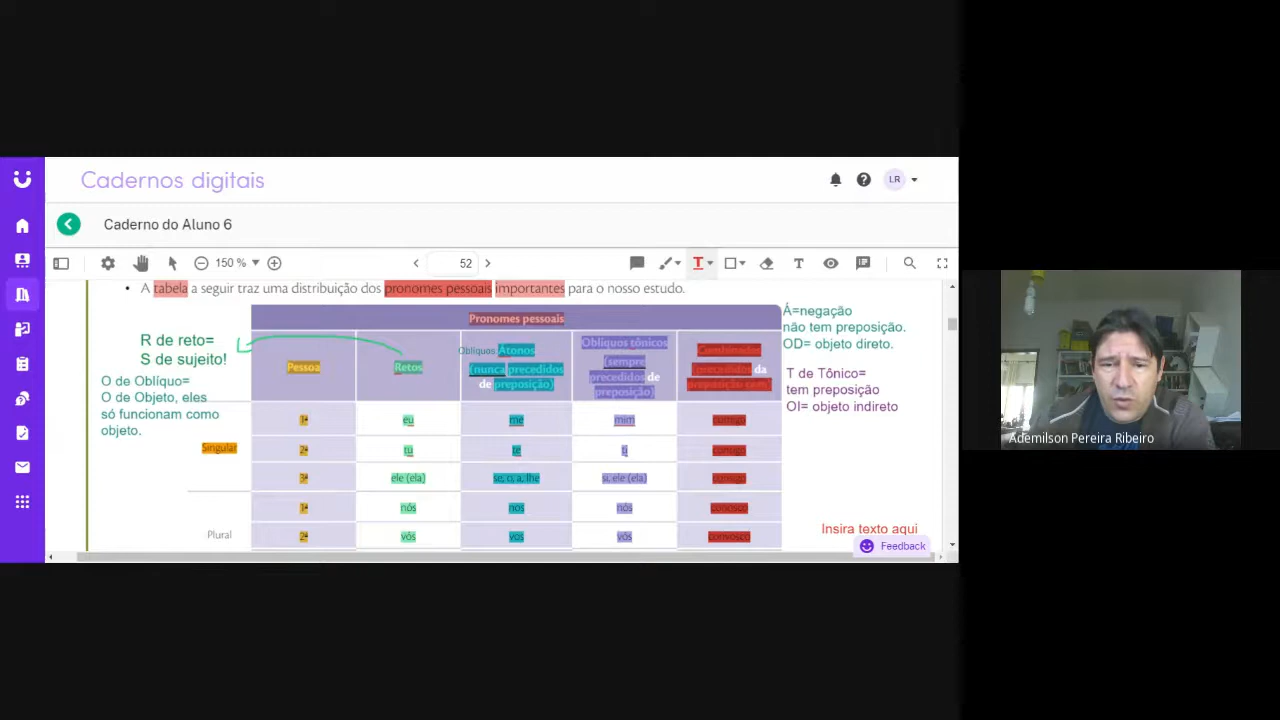 Cadernos digitais
LR
Caderno do Aluno 6
150 %
52
• A tabela a seguir traz uma distribuição dos pronomes pessoais importantes para o nosso estudo.
Pronomes pessoais
R de reto=
S de sujeito!
O de Oblíquo=
O de Objeto, eles
só funcionam como
objeto.
Pessoa
Retos
Oblíquos Átonos
(nunca precedidos
de preposição)
Oblíquos tônicos
(sempre
precedidos de
preposição)
Combinados
(precedidos da
preposição com)
Á=negação
não tem preposição.
OD= objeto direto.
T de Tônico=
tem preposição
OI= objeto indireto
Singular
1ª eu me mim comigo
2ª tu te ti contigo
3ª ele (ela) se, o, a, lhe si, ele (ela) consigo
1ª nós nos nós conosco
Plural
2ª vós vos vós convosco
Insira texto aqui
Feedback
Ademilson Pereira Ribeiro